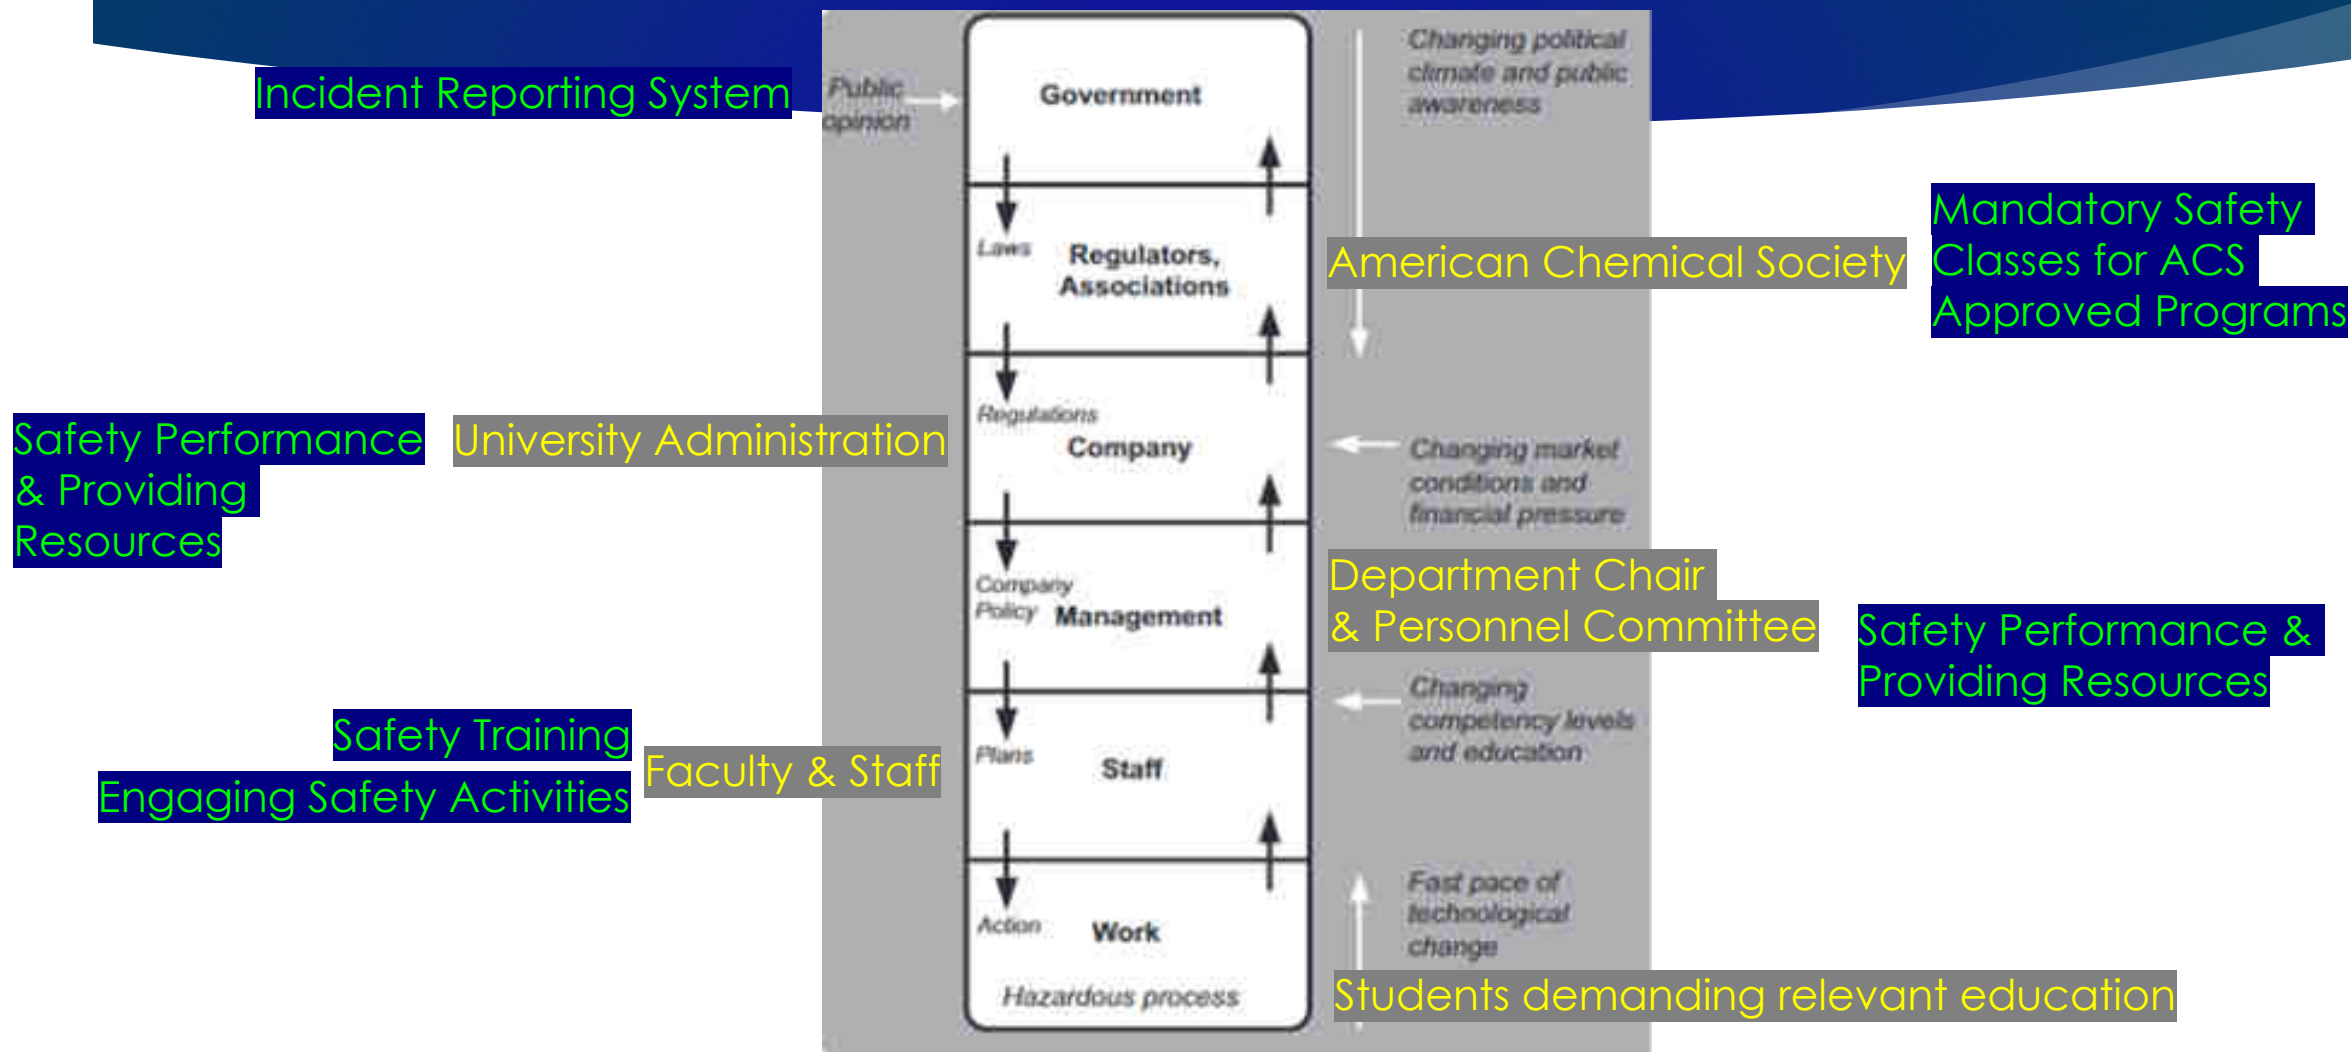 Incident Reporting System
Public
opinion
Government
Changing political
climate and public
awareness
Laws
Regulators,
Associations
American Chemical Society
Mandatory Safety
Classes for ACS
Approved Programs
Safety Performance
& Providing
Resources
University Administration
Regulations
Company
Changing market
conditions and
financial pressure
Company
Policy
Management
Department Chair
& Personnel Committee
Safety Performance &
Providing Resources
Safety Training
Engaging Safety Activities
Faculty & Staff
Plans
Staff
Changing
competency levels
and education
Action
Work
Hazardous process
Fast pace of
technological
change
Students demanding relevant education